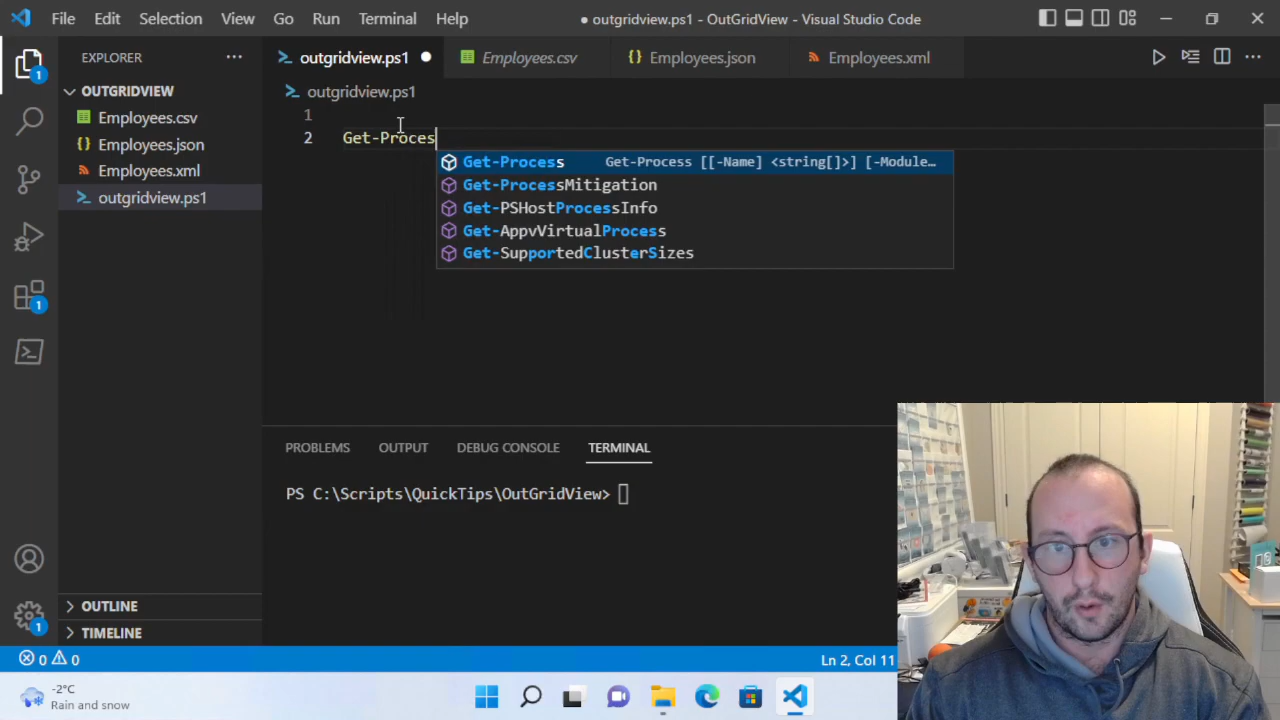 File Edit Selection View Go Run Terminal Help
● outgridview.ps1 - OutGridView - Visual Studio Code
EXPLORER
OUTGRIDVIEW
Employees.csv
Employees.json
Employees.xml
outgridview.ps1
OUTLINE
TIMELINE
1
1
1
outgridview.ps1 Employees.csv Employees.json Employees.xml
outgridview.ps1
1
2 Get-Proces
Get-Process Get-Process [[-Name] <string[]>] [-Module…
Get-ProcessMitigation
Get-PSHostProcessInfo
Get-AppvVirtualProcess
Get-SupportedClusterSizes
PROBLEMS OUTPUT DEBUG CONSOLE TERMINAL
PS C:\Scripts\QuickTips\OutGridView>
0 0
Ln 2, Col 11
-2°C
Rain and snow